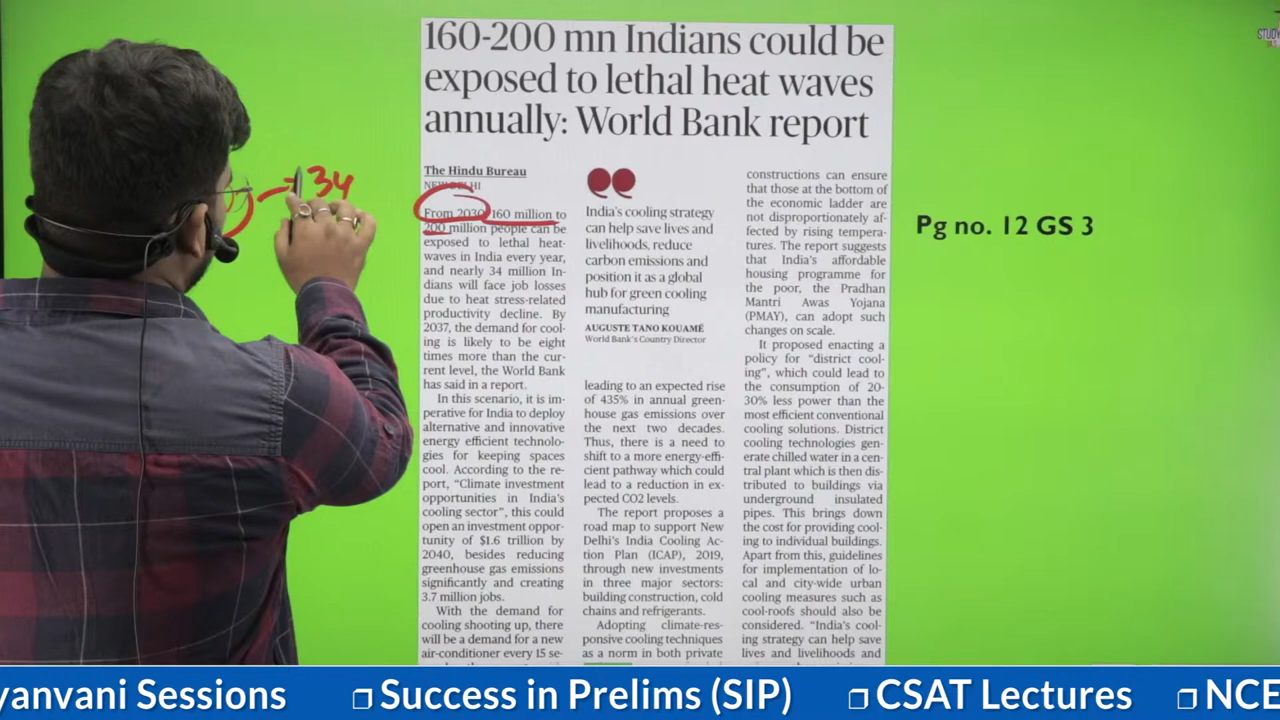 160-200 mn Indians could be
exposed to lethal heat waves
annually: World Bank report
The Hindu Bureau
NEW DELHI
From 2030, 160 million to
200 million people can be
exposed to lethal heat-
waves in India every year,
and nearly 34 million In-
dians will face job losses
due to heat stress-related
productivity decline. By
2037, the demand for cool-
ing is likely to be eight
times more than the cur-
rent level, the World Bank
has said in a report.
In this scenario, it is im-
perative for India to deploy
alternative and innovative
energy efficient technolo-
gies for keeping spaces
cool. According to the re-
port, “Climate investment
opportunities in India’s
cooling sector”, this could
open an investment oppor-
tunity of $1.6 trillion by
2040, besides reducing
greenhouse gas emissions
significantly and creating
3.7 million jobs.
With the demand for
cooling shooting up, there
will be a demand for a new
air-conditioner every 15 se-
India’s cooling strategy
can help save lives and
livelihoods, reduce
carbon emissions and
position it as a global
hub for green cooling
manufacturing
AUGUSTE TANO KOUAMÉ
World Bank’s Country Director
leading to an expected rise
of 435% in annual green-
house gas emissions over
the next two decades.
Thus, there is a need to
shift to a more energy-effi-
cient pathway which could
lead to a reduction in ex-
pected CO2 levels.
The report proposes a
road map to support New
Delhi’s India Cooling Ac-
tion Plan (ICAP), 2019,
through new investments
in three major sectors:
building construction, cold
chains and refrigerants.
Adopting climate-res-
ponsive cooling techniques
as a norm in both private
constructions can ensure
that those at the bottom of
the economic ladder are
not disproportionately af-
fected by rising tempera-
tures. The report suggests
that India’s affordable
housing programme for
the poor, the Pradhan
Mantri Awas Yojana
(PMAY), can adopt such
changes on scale.
It proposed enacting a
policy for “district cool-
ing”, which could lead to
the consumption of 20-
30% less power than the
most efficient conventional
cooling solutions. District
cooling technologies gen-
erate chilled water in a cen-
tral plant which is then dis-
tributed to buildings via
underground insulated
pipes. This brings down
the cost for providing cool-
ing to individual buildings.
Apart from this, guidelines
for implementation of lo-
cal and city-wide urban
cooling measures such as
cool-roofs should also be
considered. “India’s cool-
ing strategy can help save
lives and livelihoods and
34
Pg no. 12 GS 3
STUDY
yanvani Sessions
Success in Prelims (SIP)
CSAT Lectures
NCE